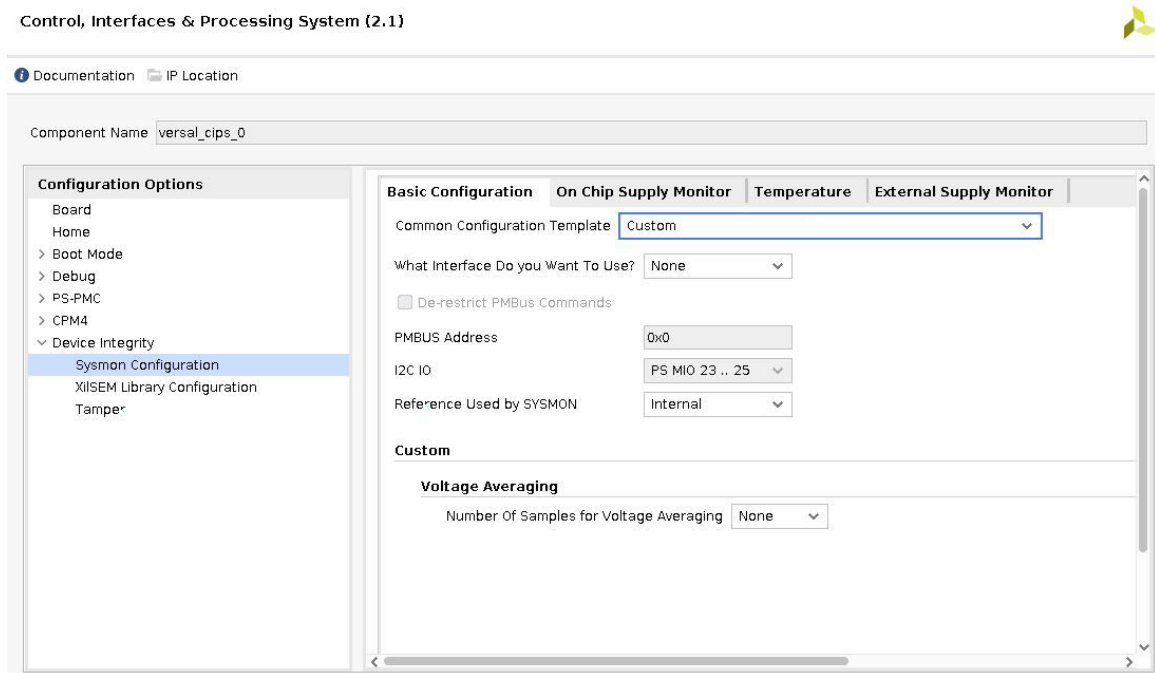 Control, Interfaces & Processing System (2.1)
Documentation IP Location
Component Name versal_cips_0
Configuration Options
Board
Home
Boot Mode
Debug
PS-PMC
CPM4
Device Integrity
Sysmon Configuration
XilSEM Library Configuration
Tamper
Basic Configuration On Chip Supply Monitor Temperature External Supply Monitor
Common Configuration Template Custom
What Interface Do you Want To Use? None
De-restrict PMBus Commands
PMBUS Address 0x0
I2C IO PS MIO 23 .. 25
Reference Used by SYSMON Internal
Custom
Voltage Averaging
Number Of Samples for Voltage Averaging None